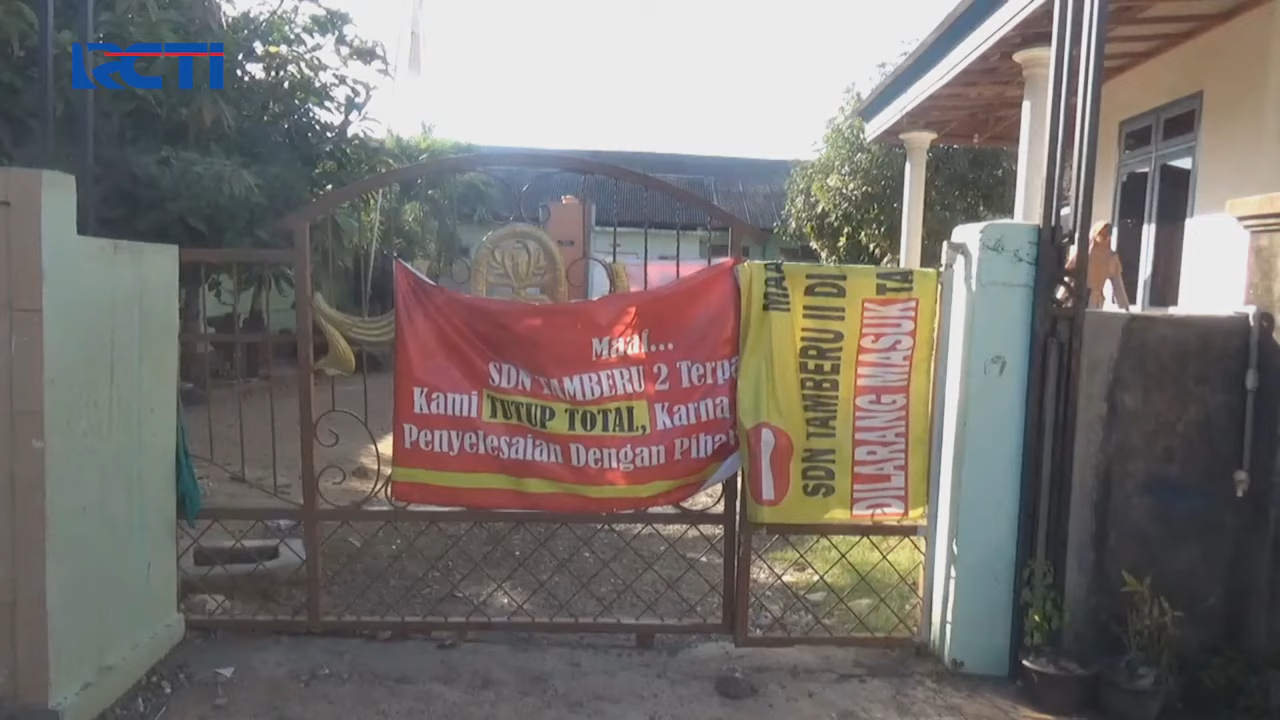 RCTI
Maaf...
SDN TAMBERU 2 Terpa
Kami TUTUP TOTAL, Karna
Penyelesaian Dengan Pihak
MAA
SDN TAMBERU II DI
DILARANG MASUK TA